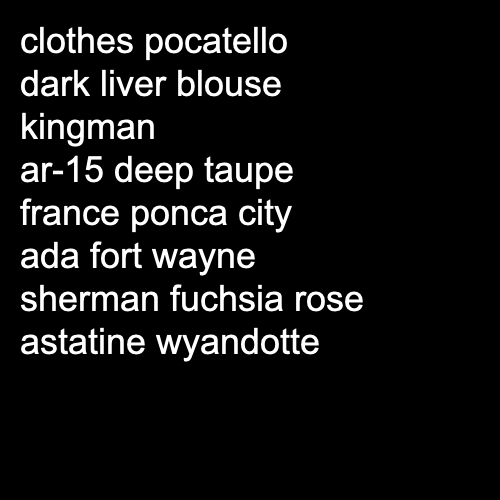 clothes pocatello
dark liver blouse
kingman
ar-15 deep taupe
france ponca city
ada fort wayne
sherman fuchsia rose
astatine wyandotte